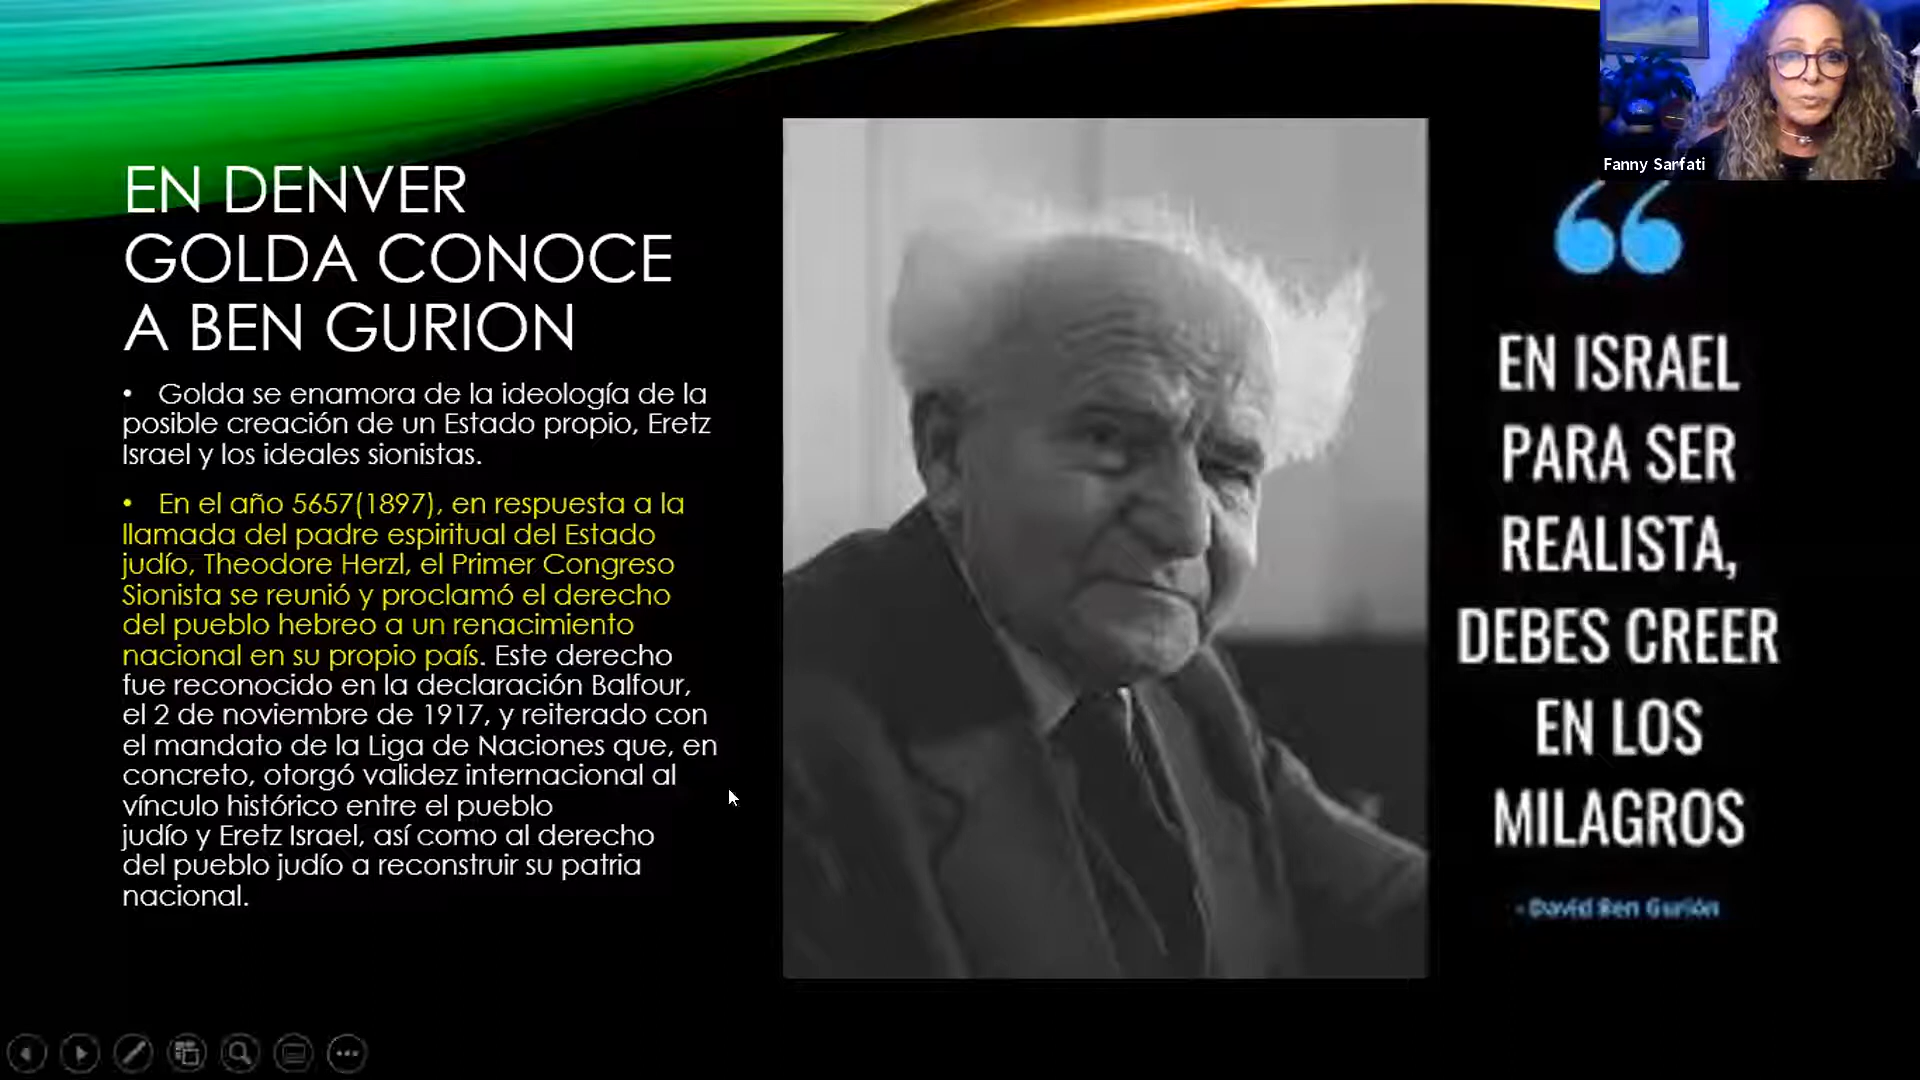 EN DENVER
GOLDA CONOCE
A BEN GURION
• Golda se enamora de la ideología de la
posible creación de un Estado propio, Eretz
Israel y los ideales sionistas.
• En el año 5657(1897), en respuesta a la
llamada del padre espiritual del Estado
judío, Theodore Herzl, el Primer Congreso
Sionista se reunió y proclamó el derecho
del pueblo hebreo a un renacimiento
nacional en su propio país. Este derecho
fue reconocido en la declaración Balfour,
el 2 de noviembre de 1917, y reiterado con
el mandato de la Liga de Naciones que, en
concreto, otorgó validez internacional al
vínculo histórico entre el pueblo
judío y Eretz Israel, así como al derecho
del pueblo judío a reconstruir su patria
nacional.
Fanny Sarfati
“
EN ISRAEL
PARA SER
REALISTA,
DEBES CREER
EN LOS
MILAGROS
- David Ben Gurión